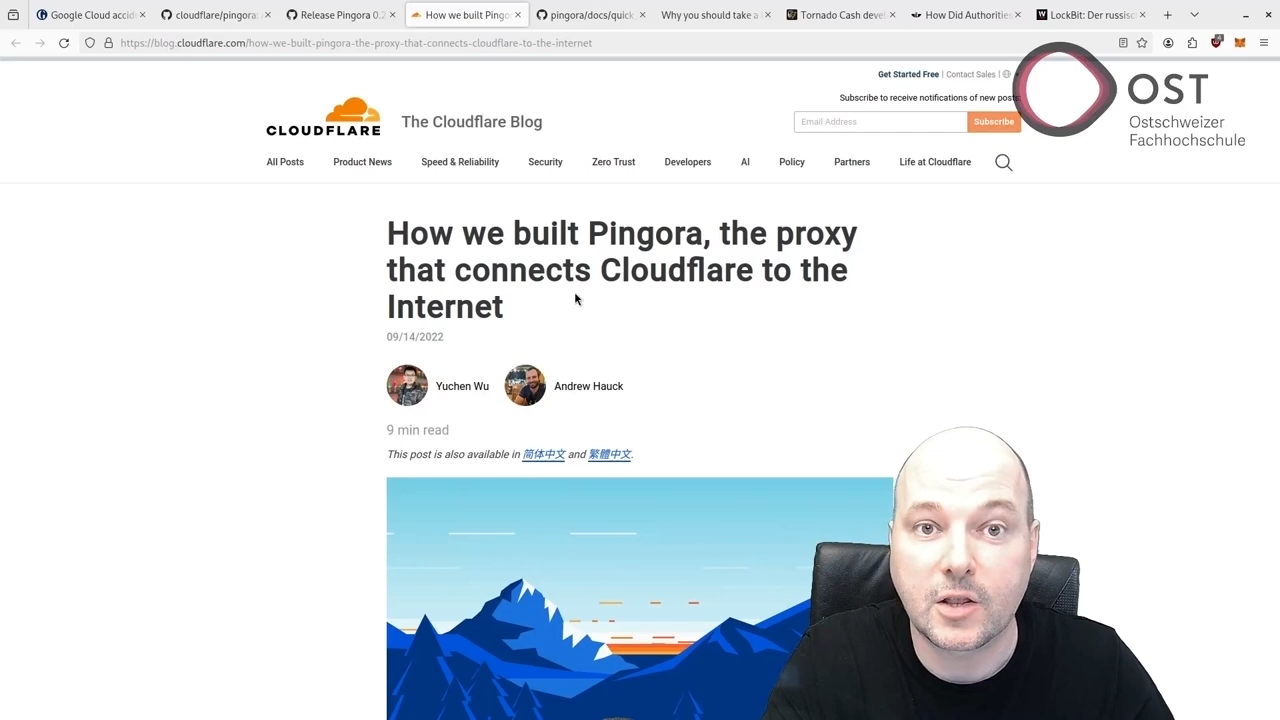 Google Cloud accid
cloudflare/pingora:
Release Pingora 0.2
How we built Pingo
pingora/docs/quick
Why you should take a
Tornado Cash deve
How Did Authorities
LockBit: Der russisc
https://blog.cloudflare.com/how-we-built-pingora-the-proxy-that-connects-cloudflare-to-the-internet
4
Get Started Free | Contact Sales |
Subscribe to receive notifications of new posts:
CLOUDFLARE
The Cloudflare Blog
Email Address
Subscribe
OST
Ostschweizer
Fachhochschule
All Posts
Product News
Speed & Reliability
Security
Zero Trust
Developers
AI
Policy
Partners
Life at Cloudflare
How we built Pingora, the proxy
that connects Cloudflare to the
Internet
09/14/2022
Yuchen Wu
Andrew Hauck
9 min read
This post is also available in 简体中文 and 繁體中文.